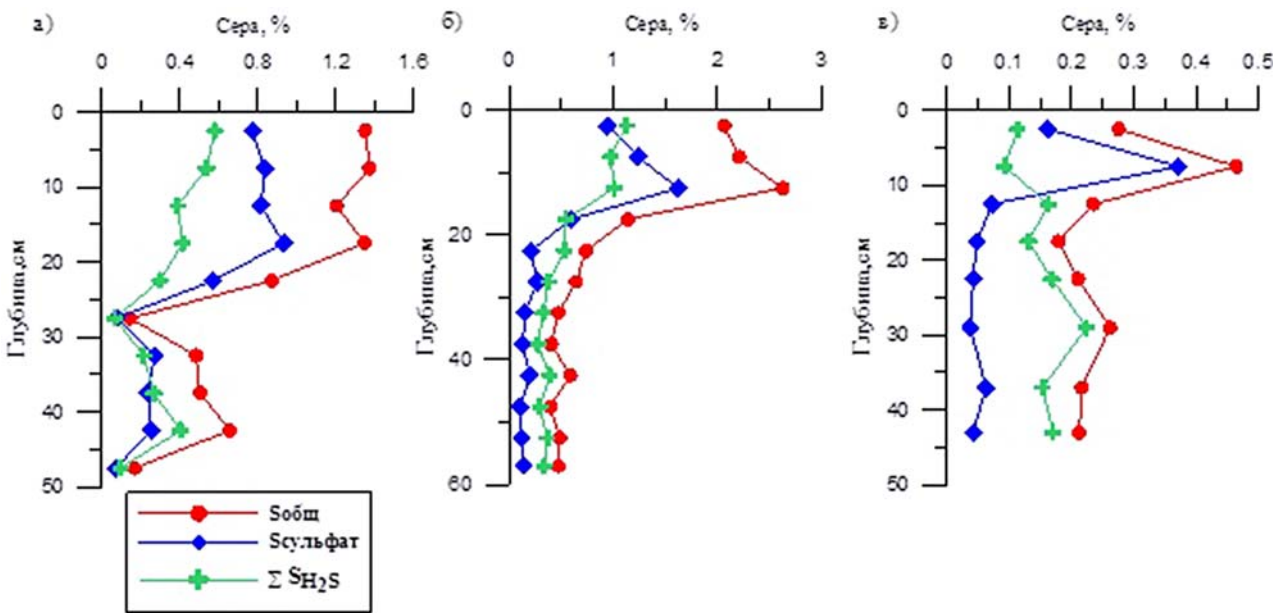 а)
Сера, %
0 0.4 0.8 1.2 1.6
Глубина,см
0
10
20
30
40
50
б)
Сера, %
0 1 2 3
Глубина,см
0
20
40
60
в)
Сера, %
0 0.1 0.2 0.3 0.4 0.5
Глубина,см
0
10
20
30
40
50
Sобщ
Sсульфат
Σ SH2S